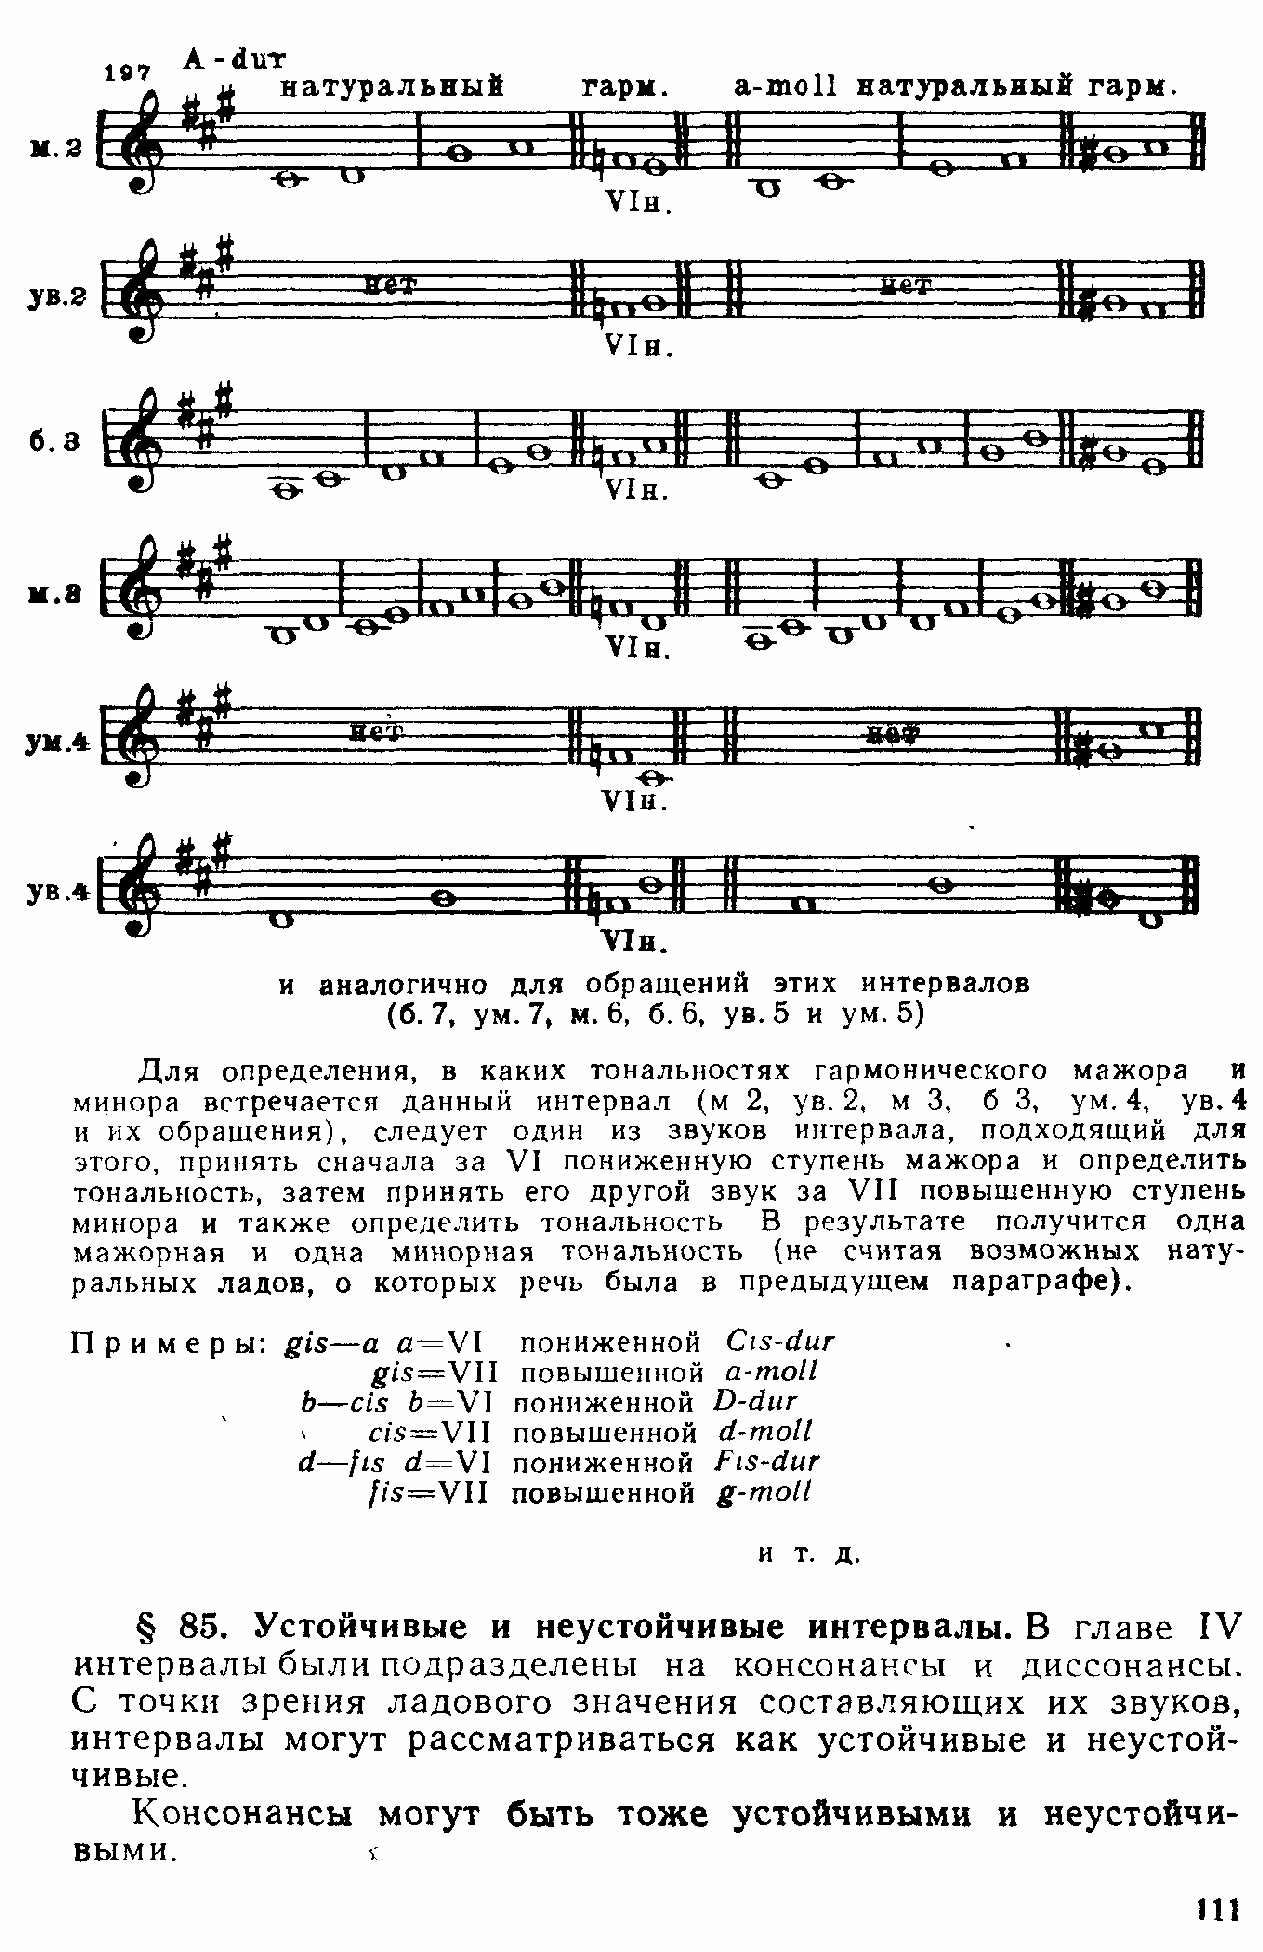 197 A-dur
натуральный гарм. a-moll натуральный гарм.
м.2
VIн.
ув.2 нет нет
VIн.
б.3
VIн.
м.3
VIн.
ум.4 нет нет
VIн.
ув.4
VIн.
и аналогично для обращений этих интервалов
(б. 7, ум. 7, м. 6, б. 6, ув. 5 и ум. 5)
Для определения, в каких тональностях гармонического мажора и
минора встречается данный интервал (м 2, ув. 2, м 3, б 3, ум. 4, ув. 4
и их обращения), следует один из звуков интервала, подходящий для
этого, принять сначала за VI пониженную ступень мажора и определить
тональность, затем принять его другой звук за VII повышенную ступень
минора и также определить тональность В результате получится одна
мажорная и одна минорная тональность (не считая возможных нату-
ральных ладов, о которых речь была в предыдущем параграфе).
Примеры: gis—a a=VI пониженной Cis-dur
gis=VII повышенной a-moll
b—cis b=VI пониженной D-dur
cis=VII повышенной d-moll
d—fis d=VI пониженной Fis-dur
fis=VII повышенной g-moll
и т. д.
§ 85. Устойчивые и неустойчивые интервалы. В главе IV
интервалы были подразделены на консонансы и диссонансы.
С точки зрения ладового значения составляющих их звуков,
интервалы могут рассматриваться как устойчивые и неустой-
чивые.
Консонансы могут быть тоже устойчивыми и неустойчи-
выми.
111